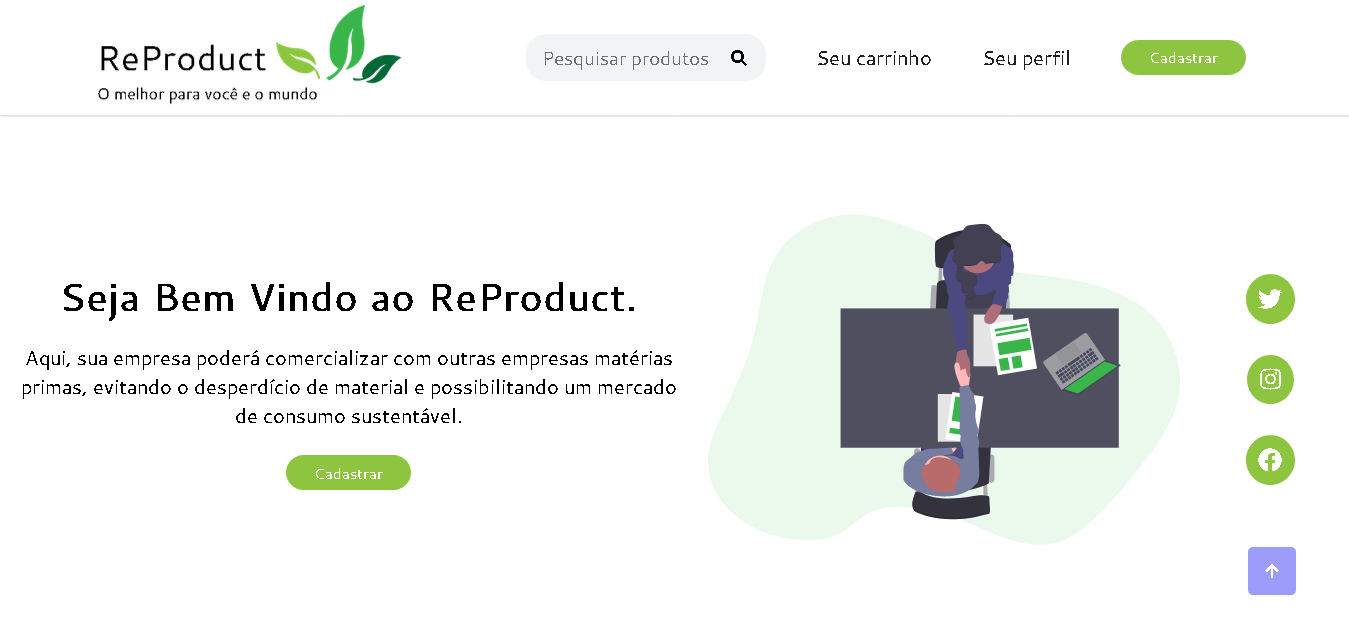 ReProduct
O melhor para você e o mundo
Pesquisar produtos
Seu carrinho
Seu perfil
Cadastrar
Seja Bem Vindo ao ReProduct.
Aqui, sua empresa poderá comercializar com outras empresas matérias
primas, evitando o desperdício de material e possibilitando um mercado
de consumo sustentável.
Cadastrar